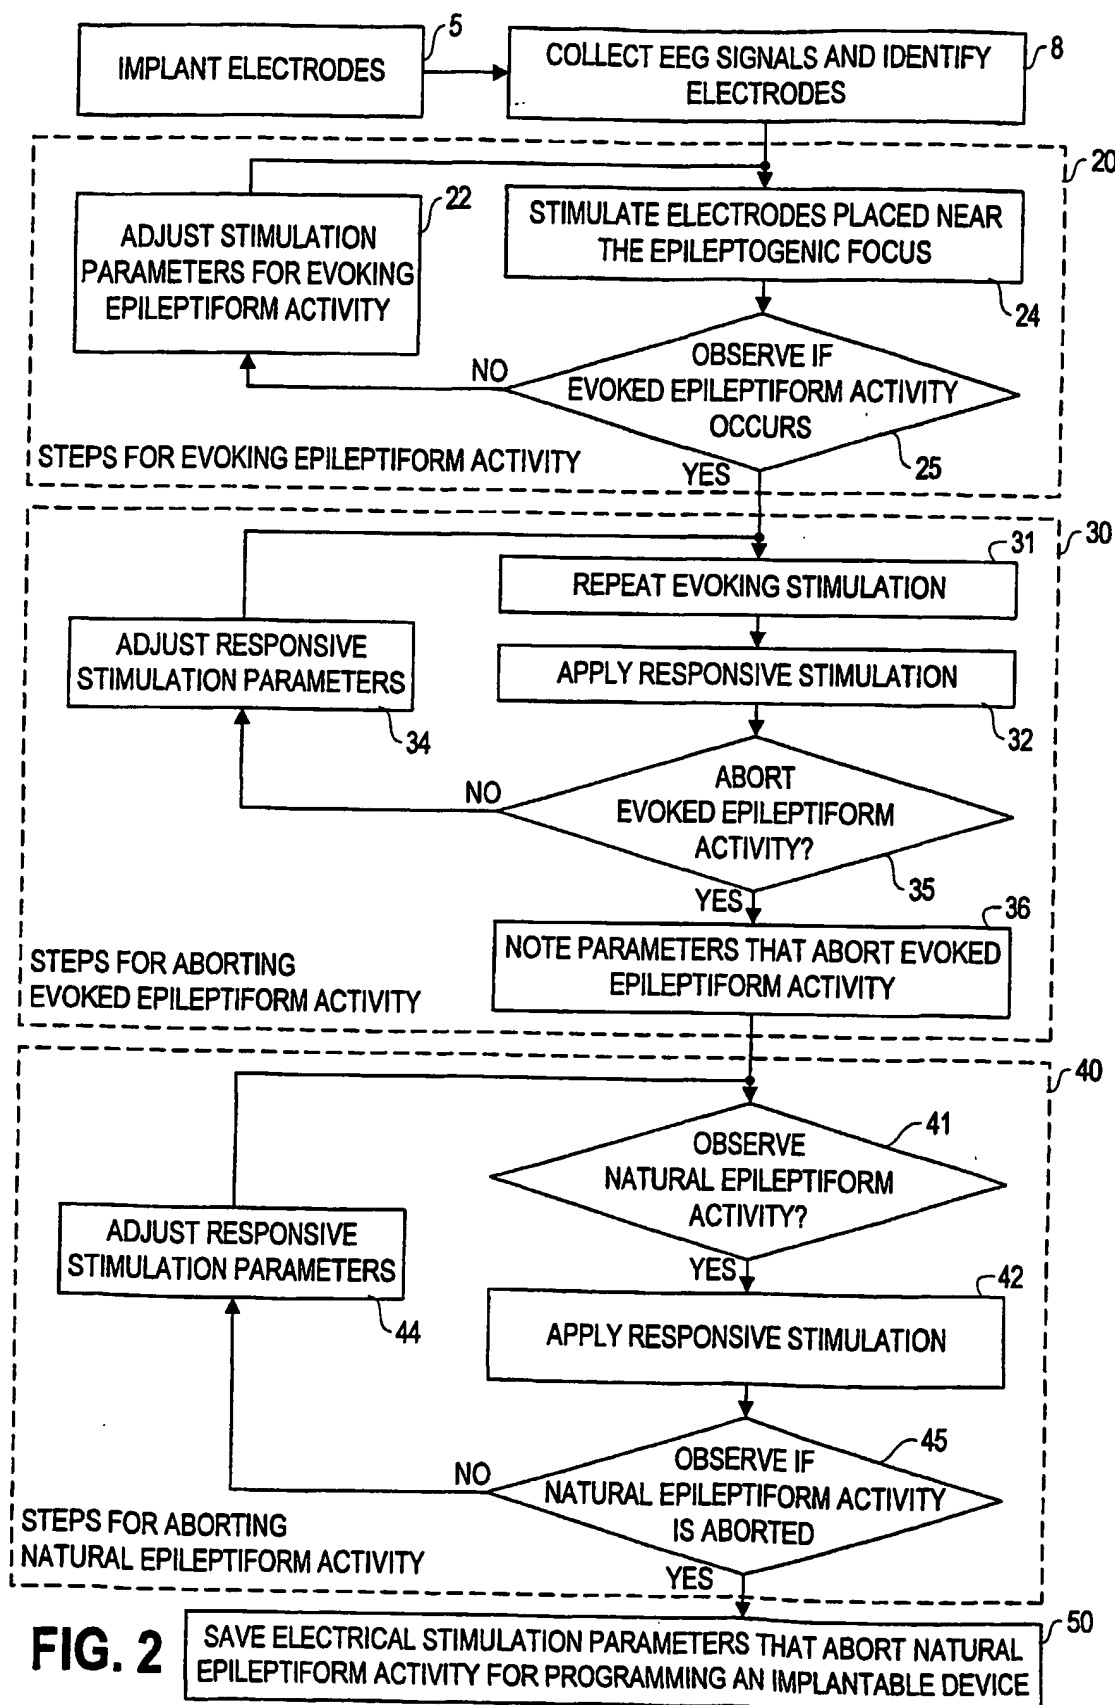 5
IMPLANT ELECTRODES
COLLECT EEG SIGNALS AND IDENTIFY
ELECTRODES
8
20
22
ADJUST STIMULATION
PARAMETERS FOR EVOKING
EPILEPTIFORM ACTIVITY
STIMULATE ELECTRODES PLACED NEAR
THE EPILEPTOGENIC FOCUS
24
NO
OBSERVE IF
EVOKED EPILEPTIFORM ACTIVITY
OCCURS
25
STEPS FOR EVOKING EPILEPTIFORM ACTIVITY
YES
30
31
REPEAT EVOKING STIMULATION
ADJUST RESPONSIVE
STIMULATION PARAMETERS
34
APPLY RESPONSIVE STIMULATION
32
NO
ABORT
EVOKED EPILEPTIFORM
ACTIVITY?
35
YES
36
NOTE PARAMETERS THAT ABORT EVOKED
EPILEPTIFORM ACTIVITY
STEPS FOR ABORTING
EVOKED EPILEPTIFORM ACTIVITY
40
41
OBSERVE
NATURAL EPILEPTIFORM
ACTIVITY?
ADJUST RESPONSIVE
STIMULATION PARAMETERS
44
YES
42
APPLY RESPONSIVE STIMULATION
NO
45
OBSERVE IF
NATURAL EPILEPTIFORM ACTIVITY
IS ABORTED
STEPS FOR ABORTING
NATURAL EPILEPTIFORM ACTIVITY
YES
50
FIG. 2
SAVE ELECTRICAL STIMULATION PARAMETERS THAT ABORT NATURAL
EPILEPTIFORM ACTIVITY FOR PROGRAMMING AN IMPLANTABLE DEVICE